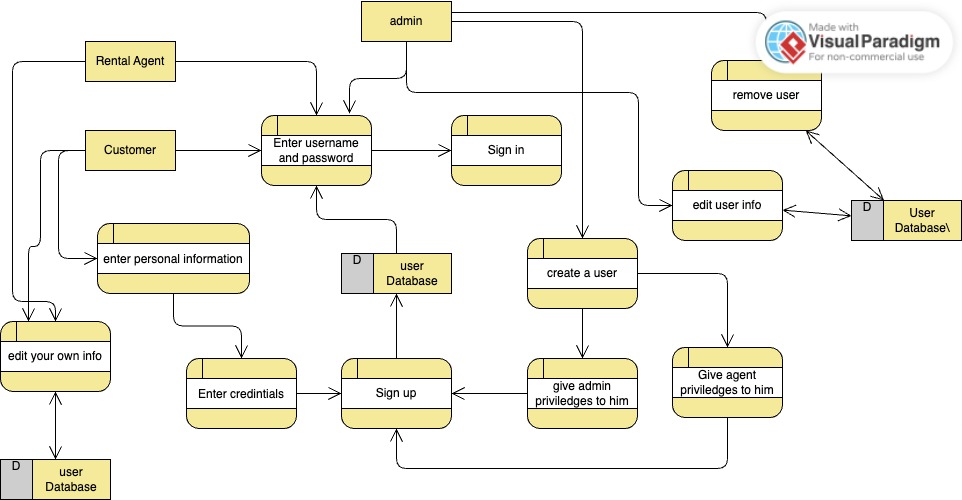 admin
Made with
Visual Paradigm
For non-commercial use
Rental Agent
remove user
Customer
Enter username
and password
Sign in
edit user info
D
User
Database\
enter personal information
D
user
Database
create a user
edit your own info
Enter credintials
Sign up
give admin
priviledges to him
Give agent
priviledges to him
D
user
Database